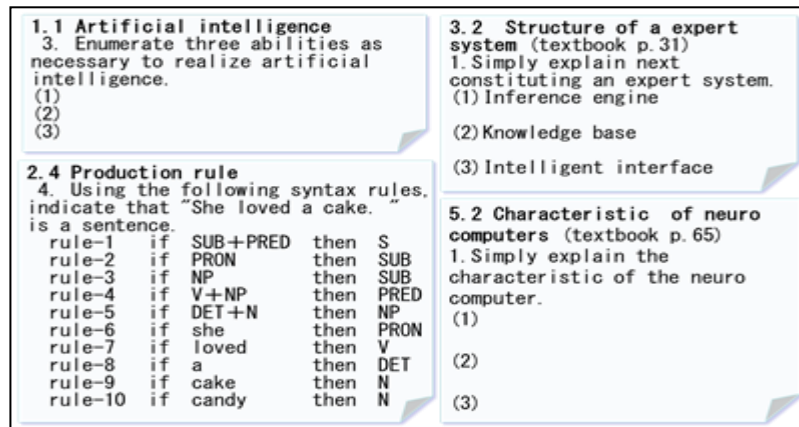 1.1 Artificial intelligence
3. Enumerate three abilities as
necessary to realize artificial
intelligence.
(1)
(2)
(3)
2.4 Production rule
4. Using the following syntax rules,
indicate that "She loved a cake. "
is a sentence.
rule-1 if SUB+PRED then S
rule-2 if PRON then SUB
rule-3 if NP then SUB
rule-4 if V+NP then PRED
rule-5 if DET+N then NP
rule-6 if she then PRON
rule-7 if loved then V
rule-8 if a then DET
rule-9 if cake then N
rule-10 if candy then N
3.2 Structure of a expert
system (textbook p.31)
1.Simply explain next
constituting an expert system.
(1)Inference engine
(2)Knowledge base
(3)Intelligent interface
5.2 Characteristic of neuro
computers (textbook p.65)
1.Simply explain the
characteristic of the neuro
computer.
(1)
(2)
(3)